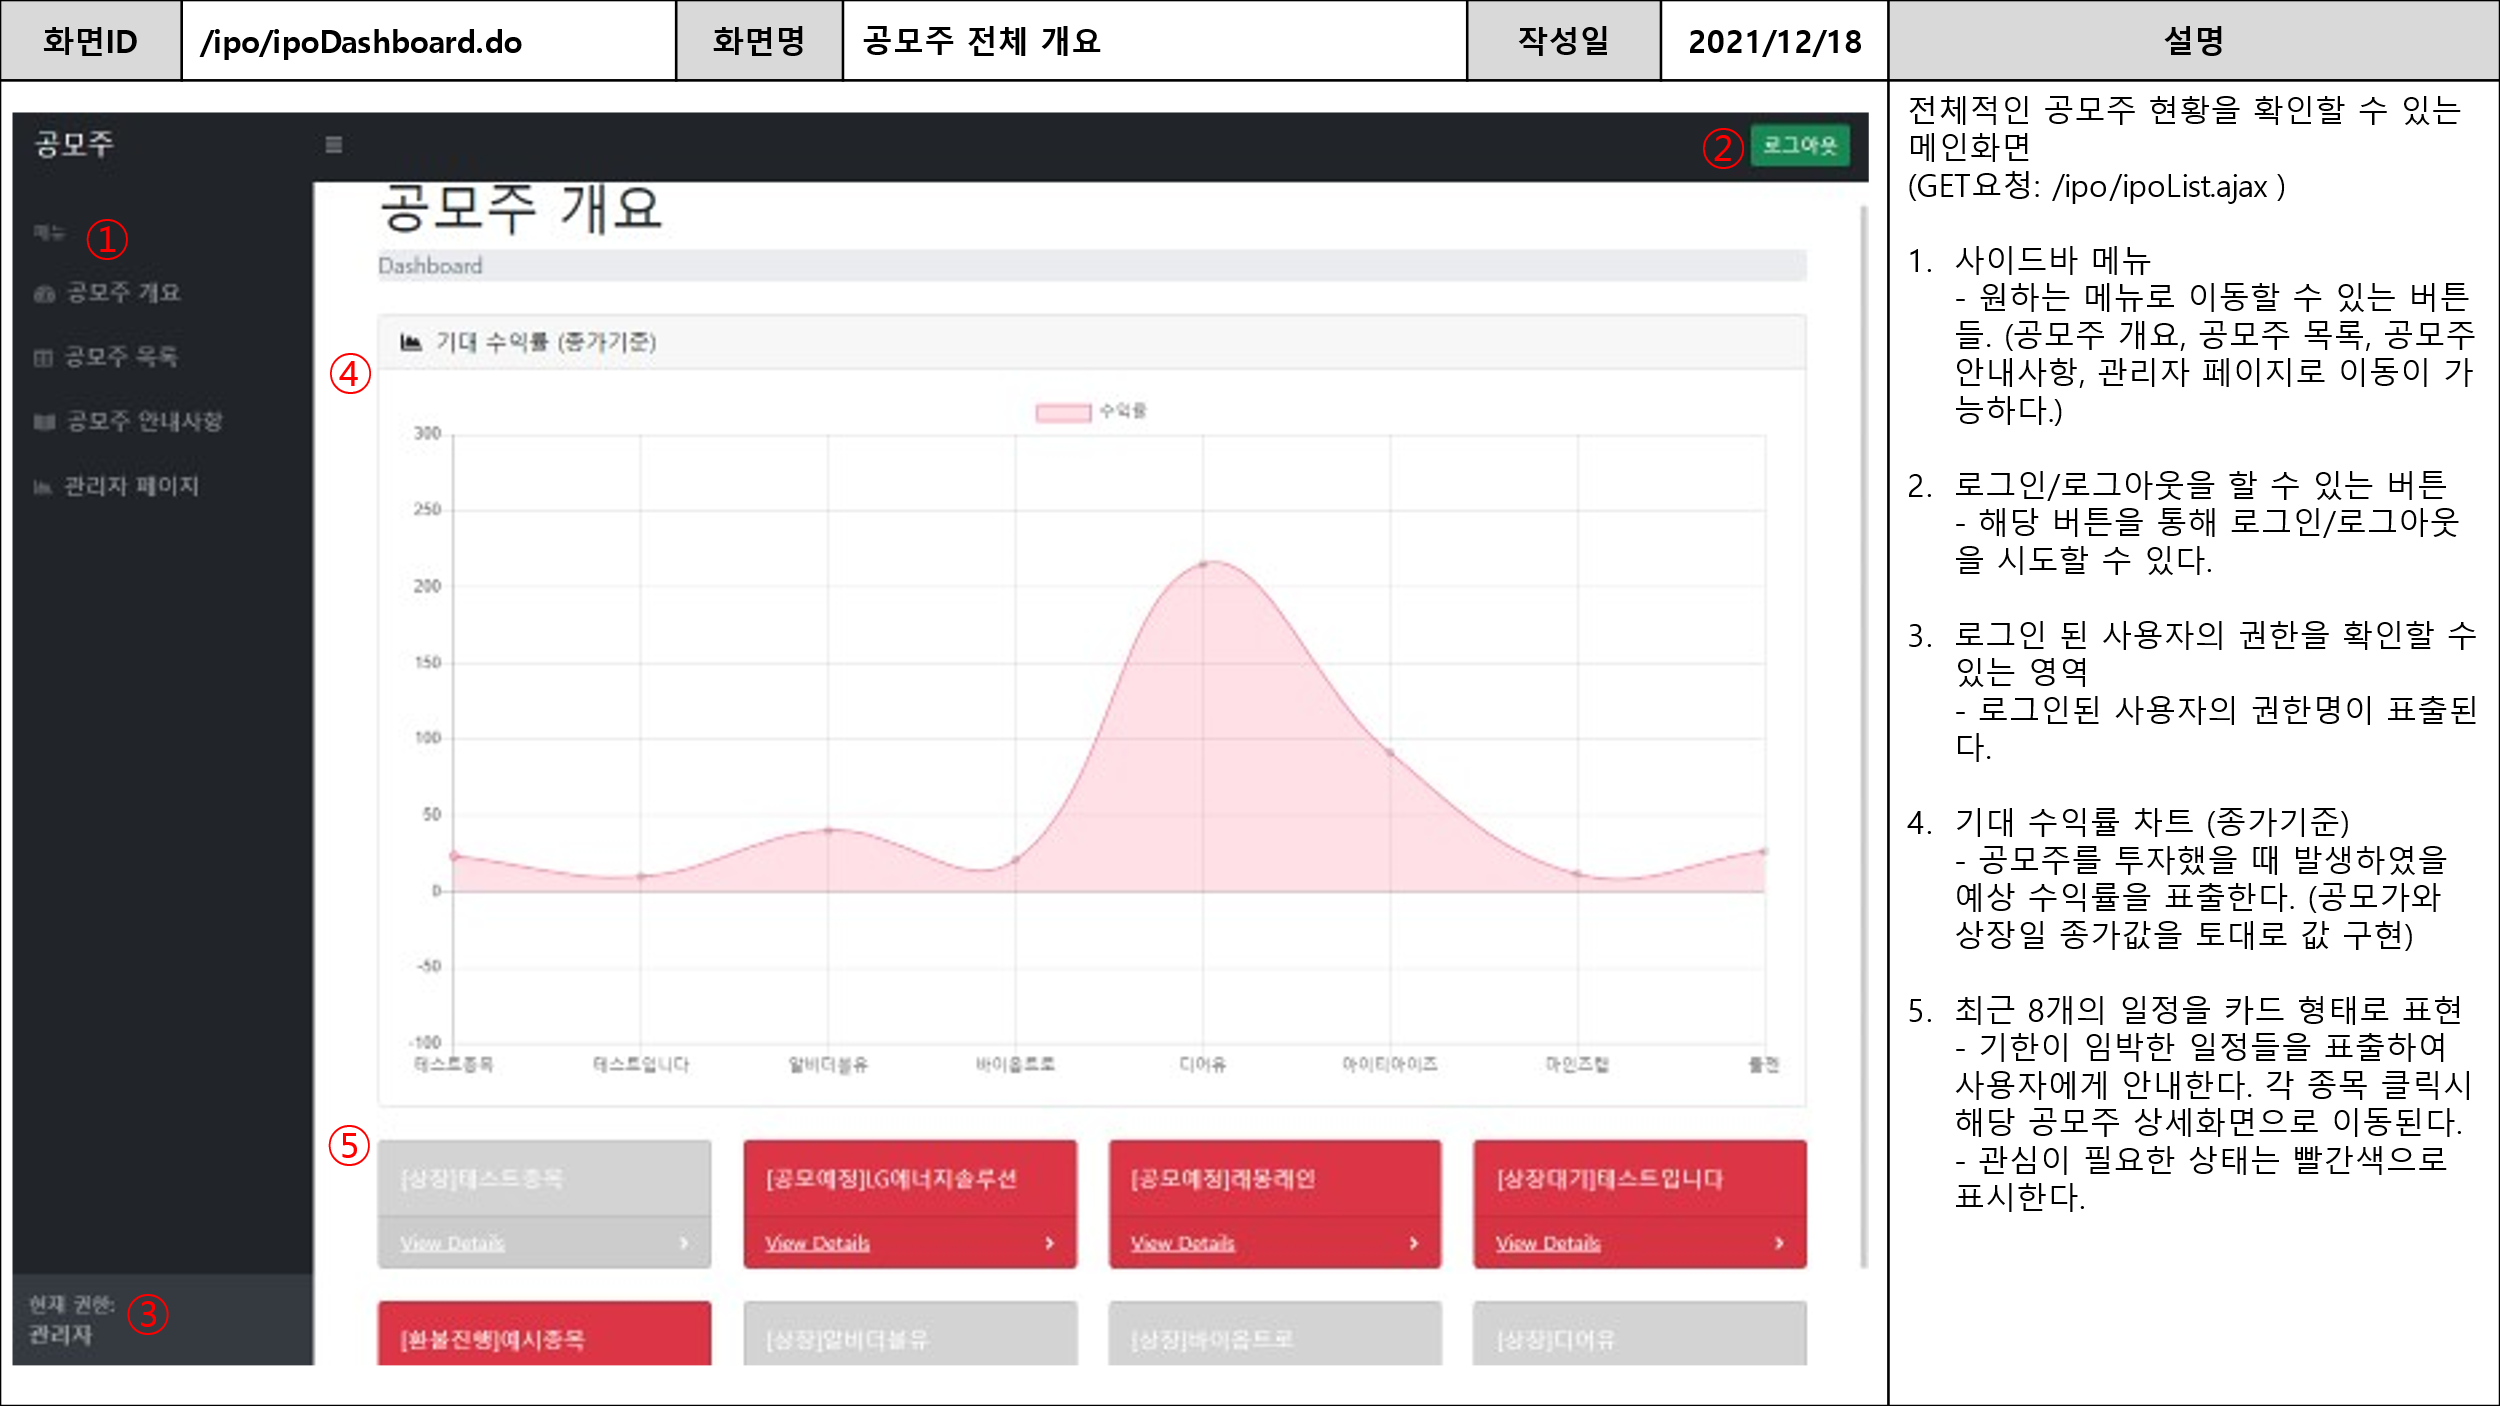 화면ID
/ipo/ipoDashboard.do
화면명
공모주 전체 개요
작성일
2021/12/18
설명
공모주
② 로그아웃
메뉴 ①
공모주 개요
공모주 목록
공모주 안내사항
관리자 페이지
현재 권한: ③
관리자
공모주 개요
Dashboard
④
기대 수익률 (종가기준)
수익률
300
250
200
150
100
50
0
-50
-100
테스트종목
테스트입니다
알비더블유
바이옵트로
디어유
아이티아이즈
마인즈랩
툴젠
⑤
[상장]테스트종목
View Details
[공모예정]LG에너지솔루션
View Details
[공모예정]래몽래인
View Details
[상장대기]테스트입니다
View Details
[환불진행]예시종목
[상장]알비더블유
[상장]바이옵트로
[상장]디어유
전체적인 공모주 현황을 확인할 수 있는
메인화면
(GET요청: /ipo/ipoList.ajax )
1. 사이드바 메뉴
- 원하는 메뉴로 이동할 수 있는 버튼
들. (공모주 개요, 공모주 목록, 공모주
안내사항, 관리자 페이지로 이동이 가
능하다.)
2. 로그인/로그아웃을 할 수 있는 버튼
- 해당 버튼을 통해 로그인/로그아웃
을 시도할 수 있다.
3. 로그인 된 사용자의 권한을 확인할 수
있는 영역
- 로그인된 사용자의 권한명이 표출된
다.
4. 기대 수익률 차트 (종가기준)
- 공모주를 투자했을 때 발생하였을
예상 수익률을 표출한다. (공모가와
상장일 종가값을 토대로 값 구현)
5. 최근 8개의 일정을 카드 형태로 표현
- 기한이 임박한 일정들을 표출하여
사용자에게 안내한다. 각 종목 클릭시
해당 공모주 상세화면으로 이동된다.
- 관심이 필요한 상태는 빨간색으로
표시한다.